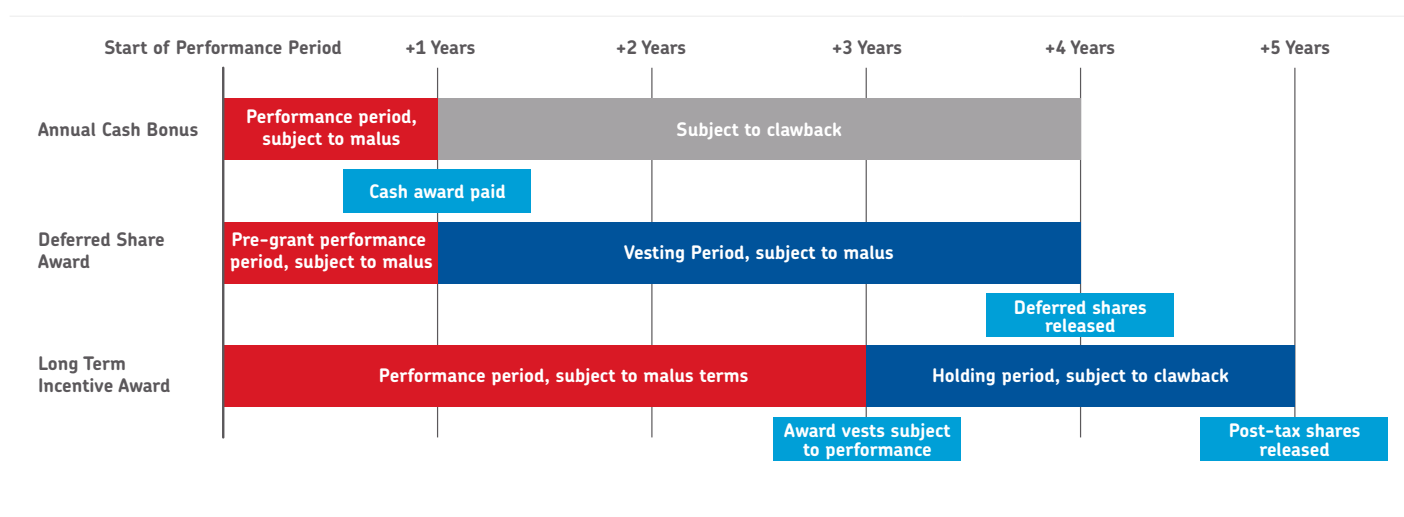 Start of Performance Period +1 Years +2 Years +3 Years +4 Years +5 Years
Annual Cash Bonus
Performance period,
subject to malus
Subject to clawback
Cash award paid
Deferred Share
Award
Pre-grant performance
period, subject to malus
Vesting Period, subject to malus
Deferred shares
released
Long Term
Incentive Award
Performance period, subject to malus terms
Holding period, subject to clawback
Award vests subject
to performance
Post-tax shares
released